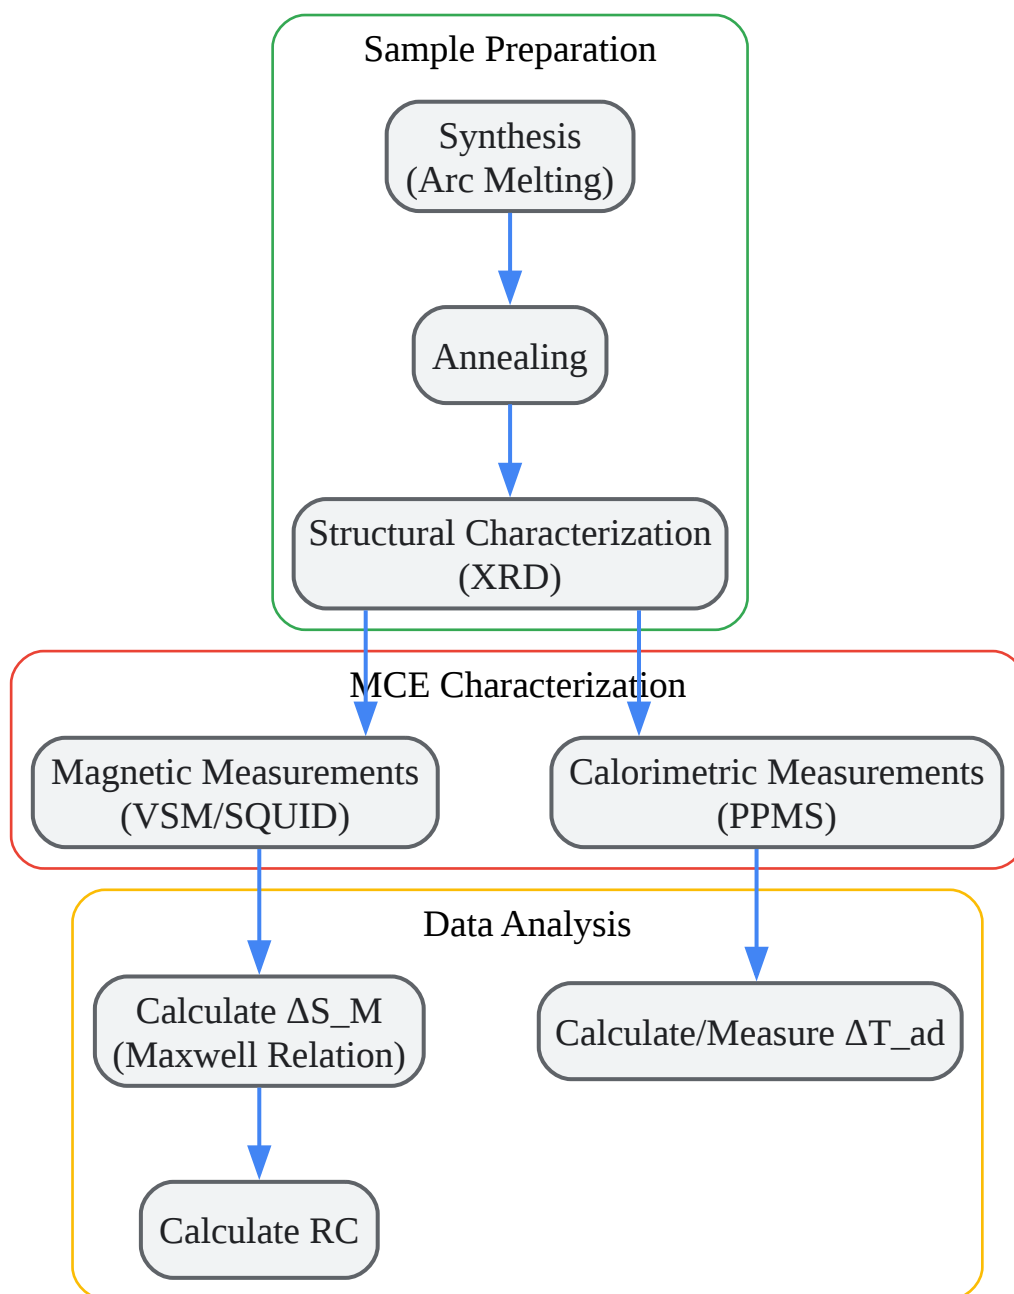 Sample Preparation
Synthesis
(Arc Melting)
Annealing
Structural Characterization
(XRD)
MCE Characterization
Magnetic Measurements
(VSM/SQUID)
Calorimetric Measurements
(PPMS)
Data Analysis
Calculate ΔS_M
(Maxwell Relation)
Calculate/Measure ΔT_ad
Calculate RC